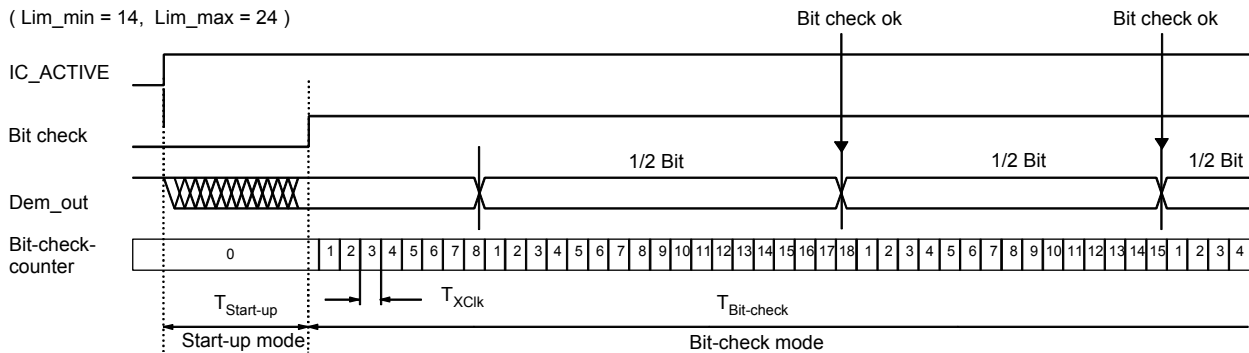 ( Lim_min = 14, Lim_max = 24 )
Bit check ok Bit check ok
IC_ACTIVE
Bit check
1/2 Bit 1/2 Bit 1/2 Bit
Dem_out
Bit-check-
counter
0 1 2 3 4 5 6 7 8 1 2 3 4 5 6 7 8 9 10 11 12 13 14 15 16 17 18 1 2 3 4 5 6 7 8 9 10 11 12 13 14 15 1 2 3 4
TStart-up TXClk TBit-check
Start-up mode Bit-check mode